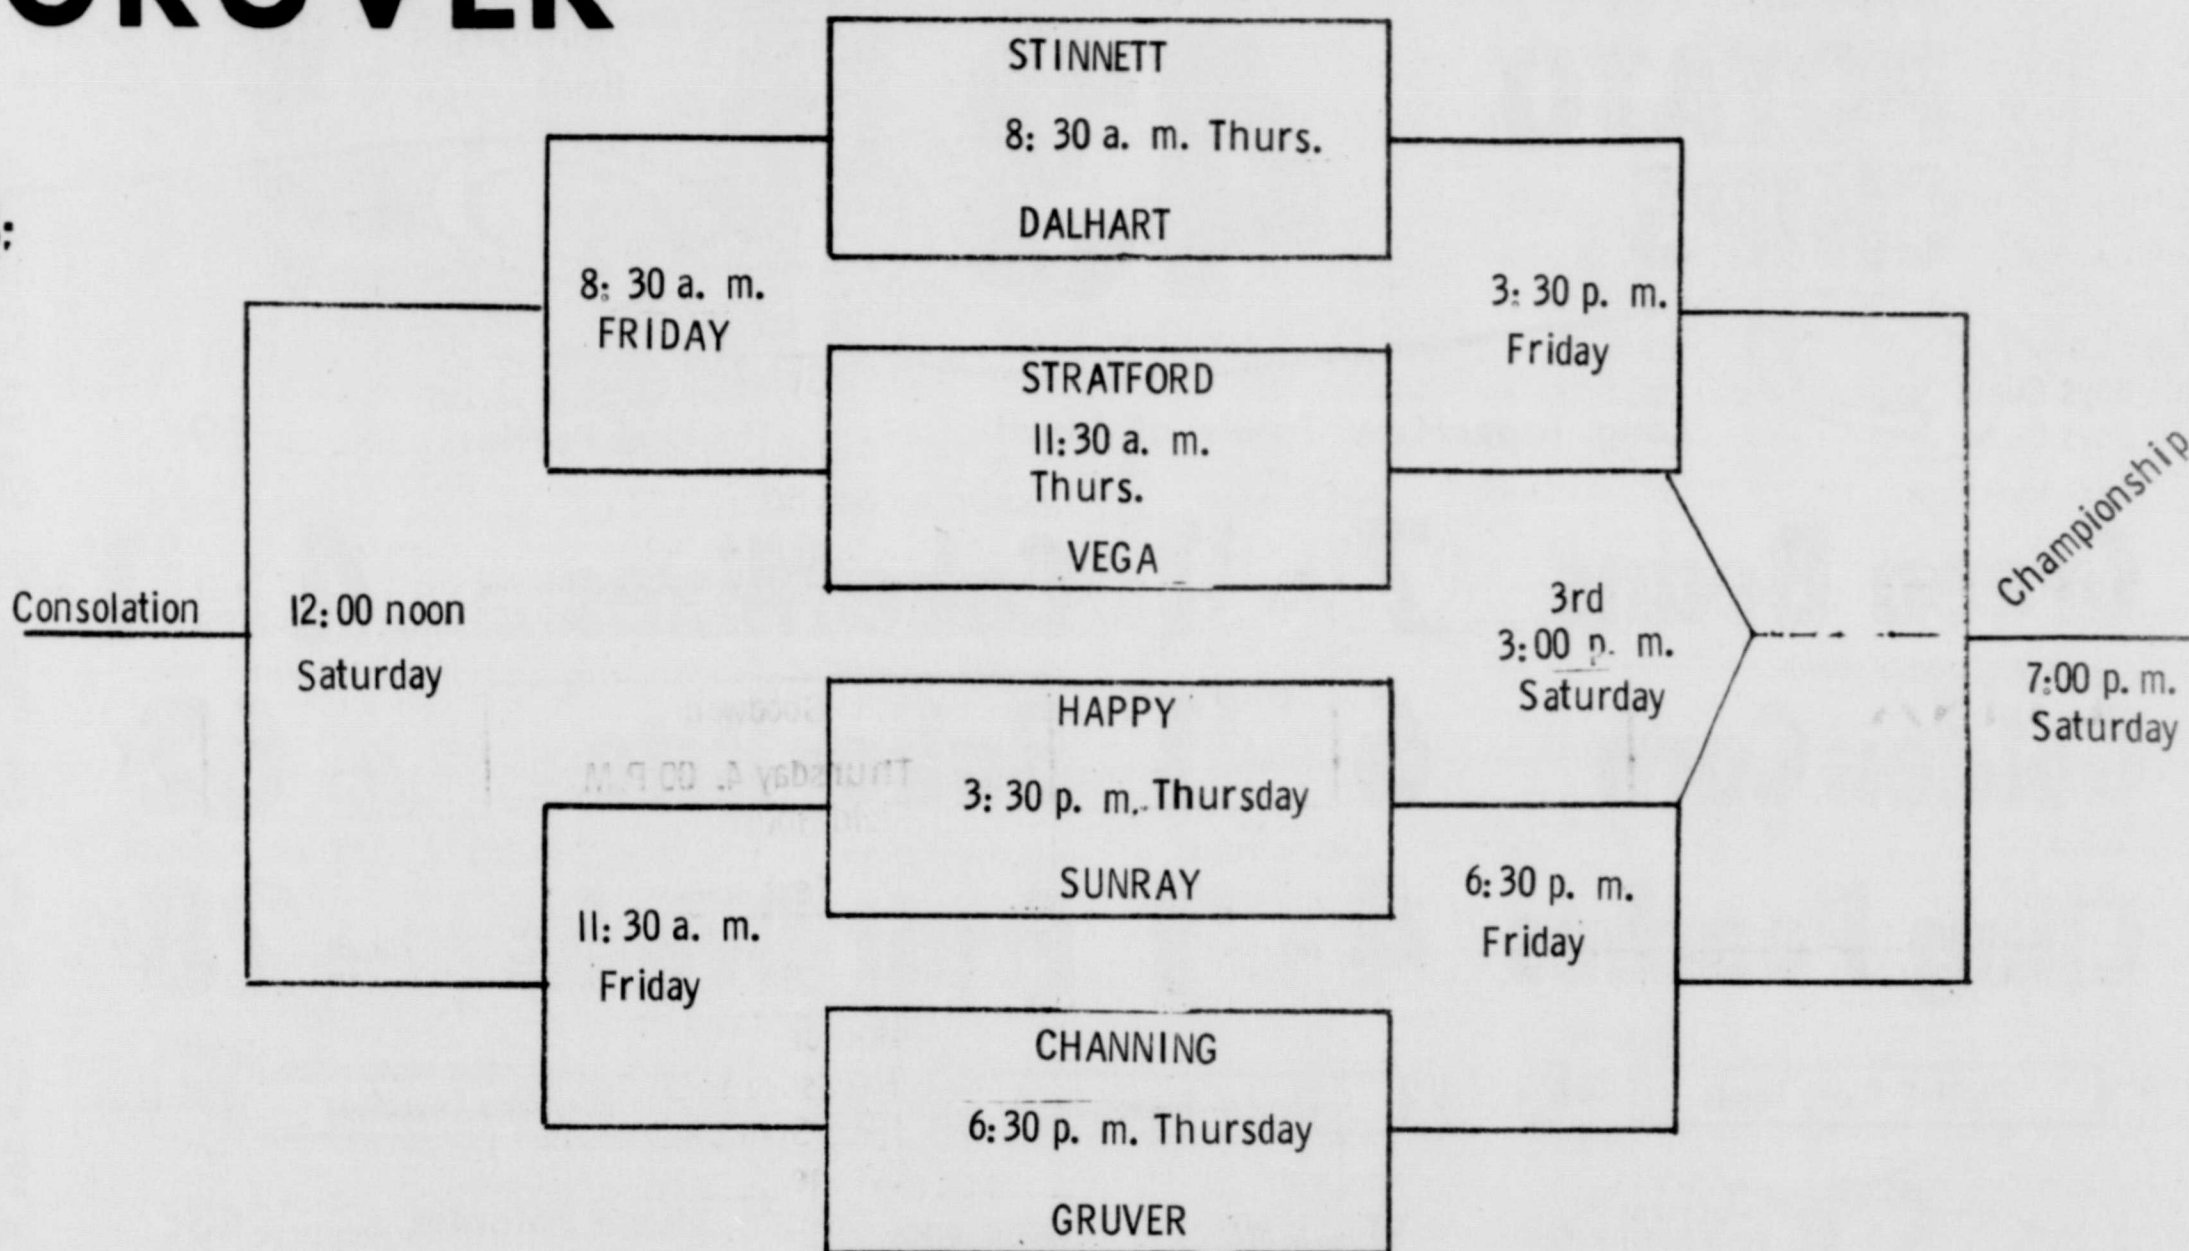 GRUVER
STINNETT
8: 30 a. m. Thurs.
DALHART
8: 30 a. m.
FRIDAY
3: 30 p. m.
Friday
STRATFORD
11: 30 a. m.
Thurs.
VEGA
Championship
Consolation
12: 00 noon
Saturday
3rd
3: 00 p. m.
Saturday
7:00 p. m.
Saturday
HAPPY
3: 30 p. m. Thursday
SUNRAY
11: 30 a. m.
Friday
6: 30 p. m.
Friday
CHANNING
6: 30 p. m. Thursday
GRUVER